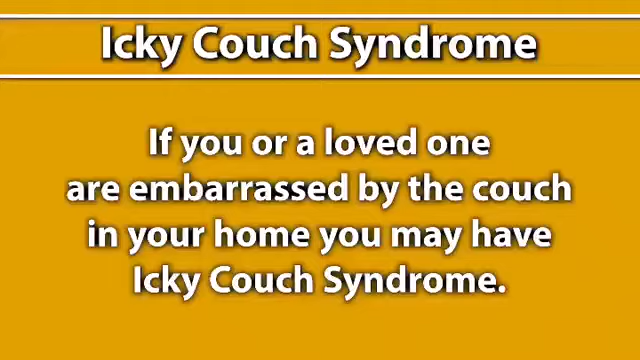 Icky Couch Syndrome
If you or a loved one
are embarrassed by the couch
in your home you may have
Icky Couch Syndrome.